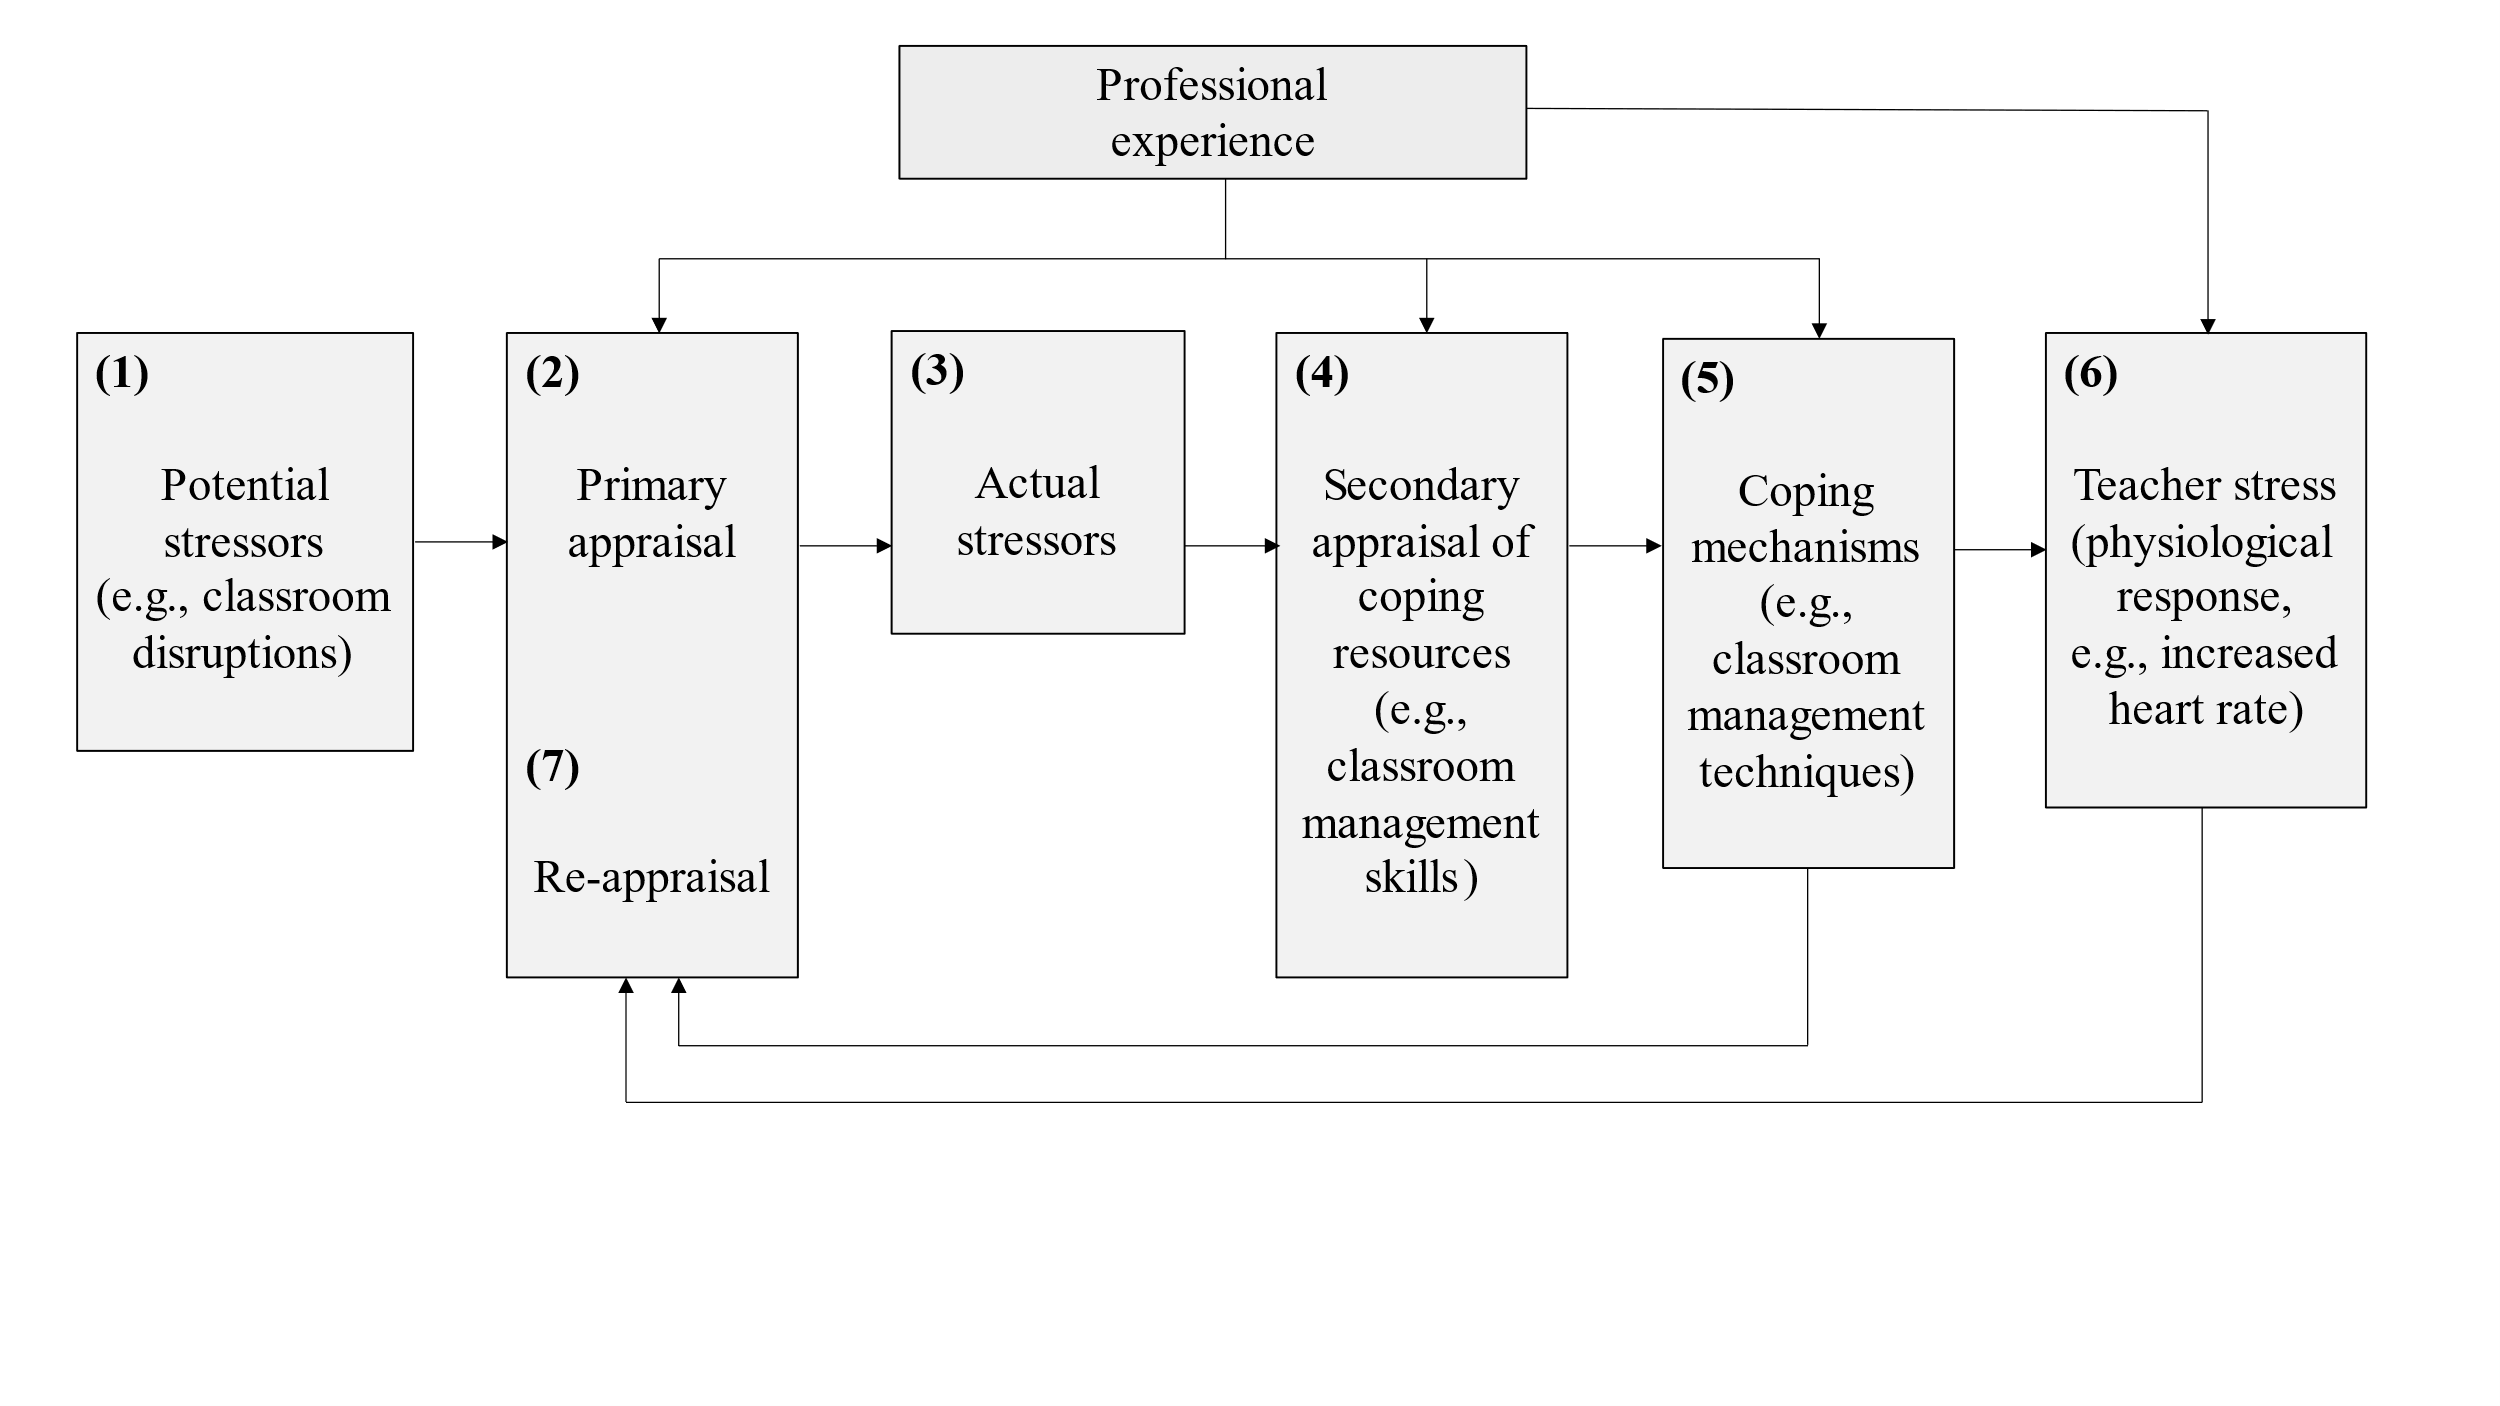 Professional
experience
(1)
Potential
stressors
(e.g., classroom
disruptions)
(2)
Primary
appraisal
(7)
Re-appraisal
(3)
Actual
stressors
(4)
Secondary
appraisal of
coping
resources
(e.g.,
classroom
management
skills)
(5)
Coping
mechanisms
(e.g.,
classroom
management
techniques)
(6)
Teacher stress
(physiological
response,
e.g., increased
heart rate)